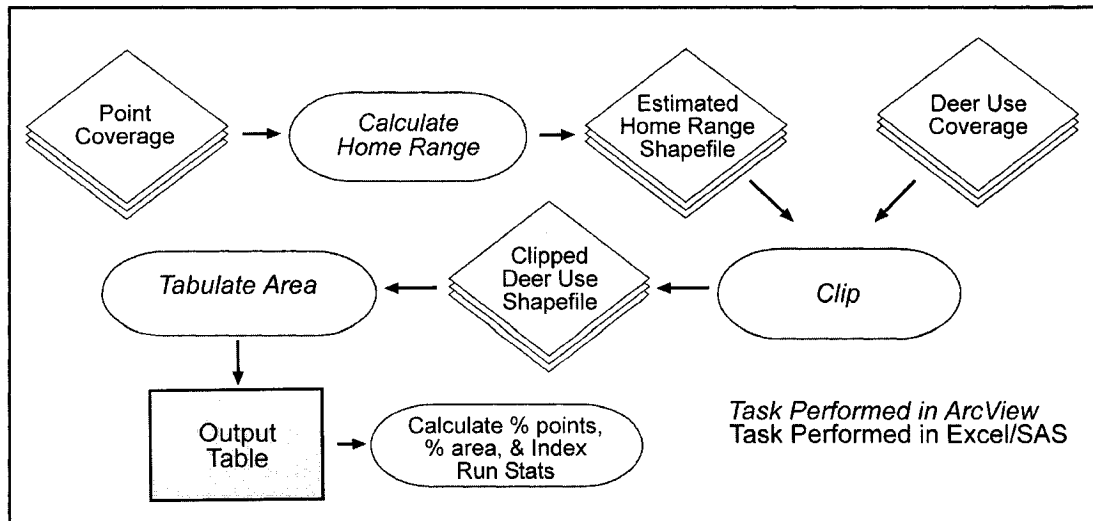 Point
Coverage
Calculate
Home Range
Estimated
Home Range
Shapefile
Deer Use
Coverage
Tabulate Area
Clipped
Deer Use
Shapefile
Clip
Output
Table
Calculate % points,
% area, & Index
Run Stats
Task Performed in ArcView
Task Performed in Excel/SAS